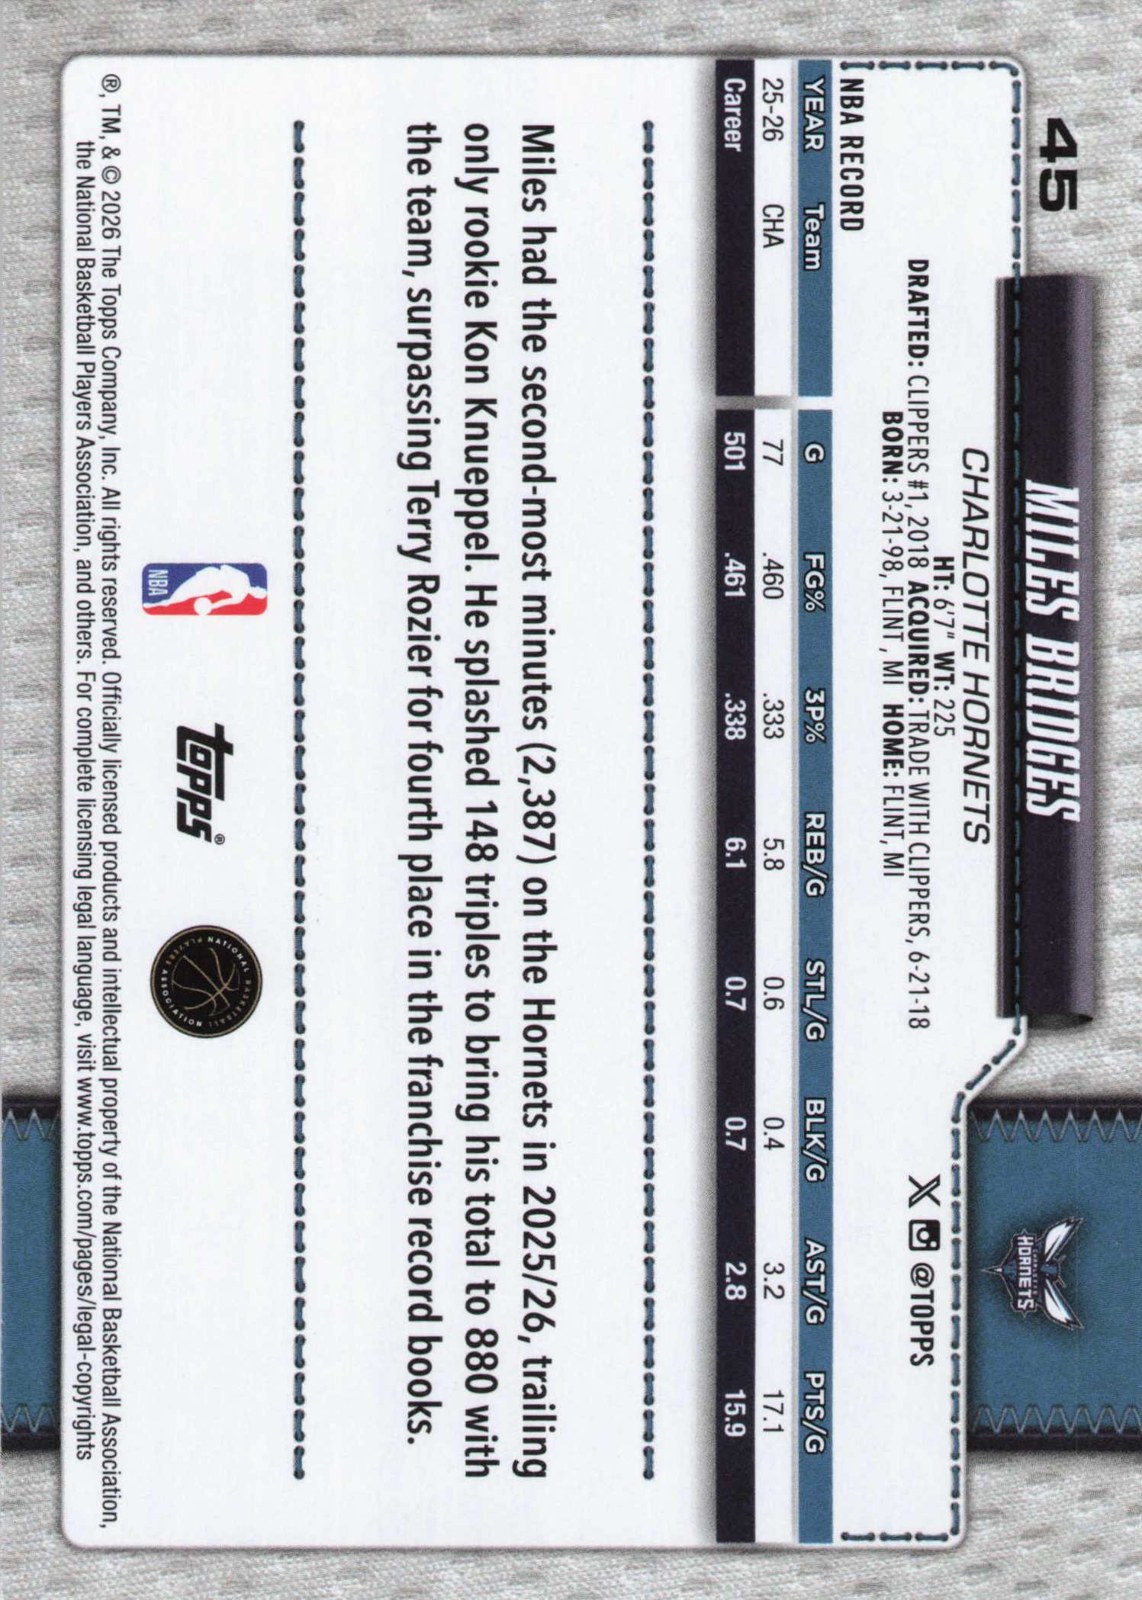 45
MILES BRIDGES
CHARLOTTE HORNETS
HT: 6'7" WT: 225
DRAFTED: CLIPPERS #1, 2018 ACQUIRED: TRADE WITH CLIPPERS, 6-21-18
BORN: 3-21-98, FLINT , MI HOME: FLINT, MI
HORNETS
@TOPPS
NBA RECORD
YEAR Team G FG% 3P% REB/G STL/G BLK/G AST/G PTS/G
25-26 CHA 77 .460 .333 5.8 0.6 0.4 3.2 17.1
Career 501 .461 .338 6.1 0.7 0.7 2.8 15.9
Miles had the second-most minutes (2,387) on the Hornets in 2025/26, trailing
only rookie Kon Knueppel. He splashed 148 triples to bring his total to 880 with
the team, surpassing Terry Rozier for fourth place in the franchise record books.
NBA
topps®
NATIONAL BASKETBALL PLAYERS ASSOCIATION
®, TM, & © 2026 The Topps Company, Inc. All rights reserved. Officially licensed products and intellectual property of the National Basketball Association,
the National Basketball Players Association, and others. For complete licensing legal language, visit www.topps.com/pages/legal-copyrights